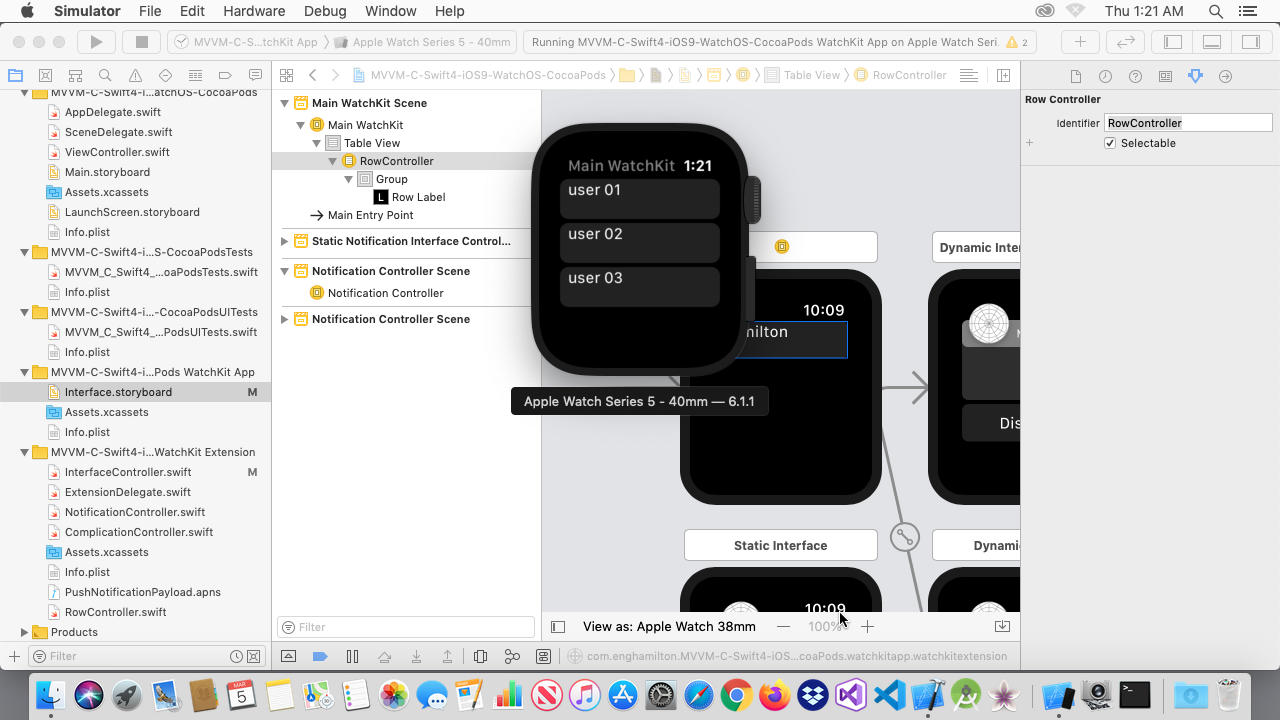 Simulator File Edit Hardware Debug Window Help Thu 1:21 AM
MVVM-C-S...tchKit App Apple Watch Series 5 - 40mm Running MVVM-C-Swift4-iOS9-WatchOS-CocoaPods WatchKit App on Apple Watch Seri. 2
MVVM-C-Swift4-iOS9-WatchOS-CocoaPods Table View RowController
MVVM-C-Swift4-i...atchOS-CocoaPods
AppDelegate.swift
SceneDelegate.swift
ViewController.swift
Main.storyboard
Assets.xcassets
LaunchScreen.storyboard
Info.plist
MVVM-C-Swift4-i...S-CocoaPodsTests
MVVM_C_Swift4_...oaPodsTests.swift
Info.plist
MVVM-C-Swift4-i...-CocoaPodsUITests
MVVM_C_Swift4_...PodsUITests.swift
Info.plist
MVVM-C-Swift4-i...Pods WatchKit App
Interface.storyboard M
Assets.xcassets
Info.plist
MVVM-C-Swift4-i...WatchKit Extension
InterfaceController.swift M
ExtensionDelegate.swift
NotificationController.swift
ComplicationController.swift
Assets.xcassets
Info.plist
PushNotificationPayload.apns
RowController.swift
Products
Filter
Main WatchKit Scene
Main WatchKit
Table View
RowController
Group
L Row Label
Main Entry Point
Static Notification Interface Control...
Notification Controller Scene
Notification Controller
Notification Controller Scene
Filter
Main WatchKit 1:21
user 01
user 02
user 03
Apple Watch Series 5 - 40mm — 6.1.1
10:09
milton
Dynamic Inter
Dis
Static Interface
Dynamic
10:09
View as: Apple Watch 38mm 100%
com.enghamilton.MVVM-C-Swift4-iOS...coaPods.watchkitapp.watchkitextension
Row Controller
Identifier RowController
Selectable
MAR
5